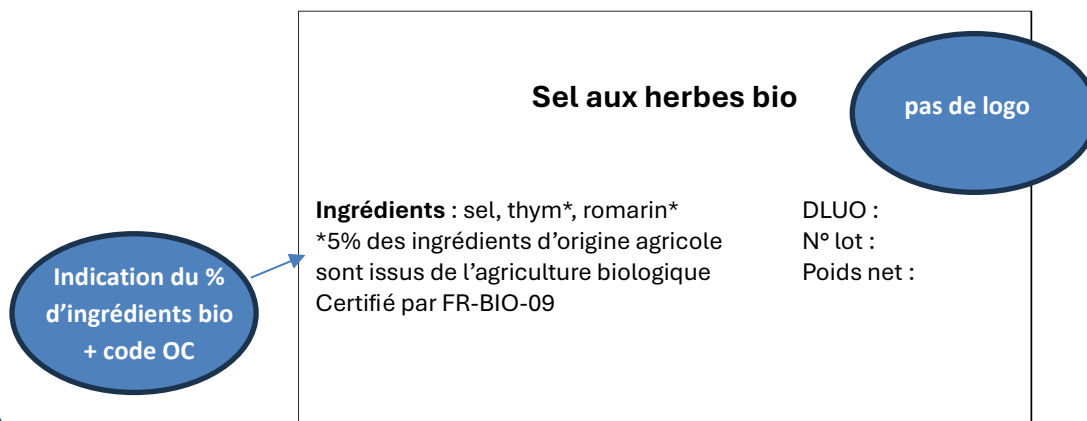 Sel aux herbes bio
pas de logo
Ingrédients : sel, thym*, romarin*
*5% des ingrédients d’origine agricole
sont issus de l’agriculture biologique
Certifié par FR-BIO-09
DLUO :
N° lot :
Poids net :
Indication du %
d’ingrédients bio
+ code OC